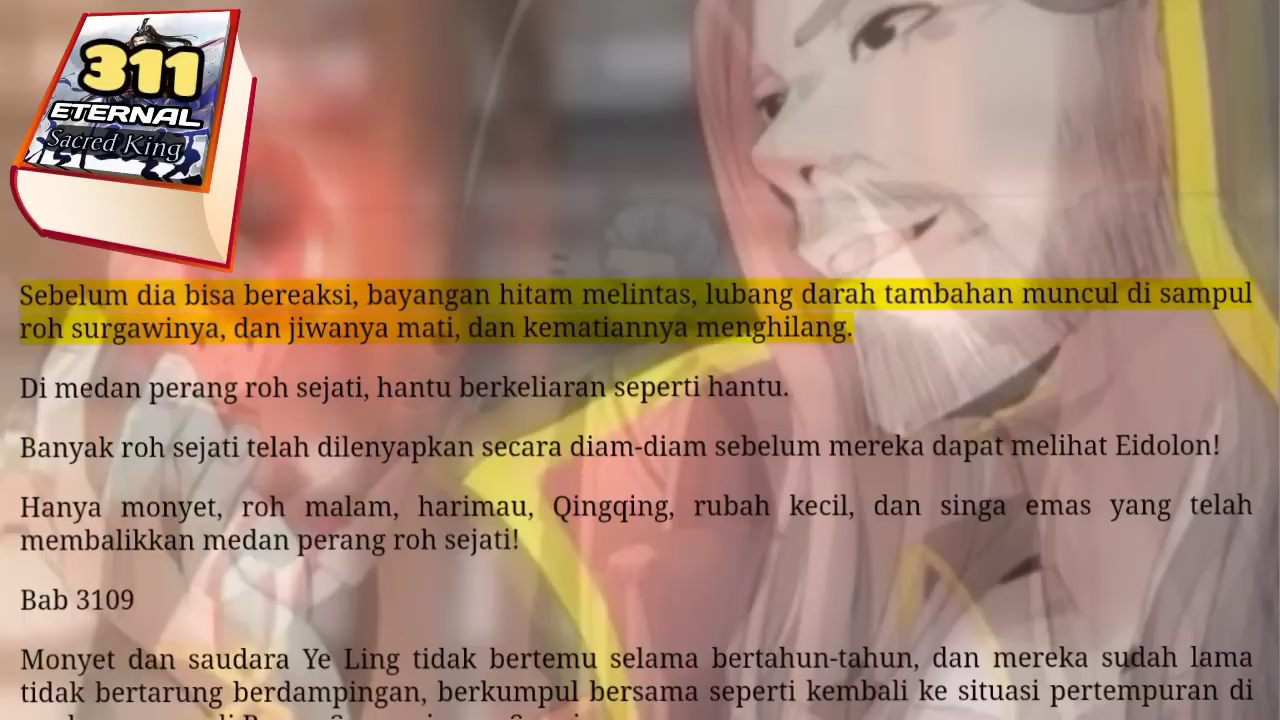 311
ETERNAL
Sacred King
Sebelum dia bisa bereaksi, bayangan hitam melintas, lubang darah tambahan muncul di sampul
roh surgawinya, dan jiwanya mati, dan kematiannya menghilang.
Di medan perang roh sejati, hantu berkeliaran seperti hantu.
Banyak roh sejati telah dilenyapkan secara diam-diam sebelum mereka dapat melihat Eidolon!
Hanya monyet, roh malam, harimau, Qingqing, rubah kecil, dan singa emas yang telah
membalikkan medan perang roh sejati!
Bab 3109
Monyet dan saudara Ye Ling tidak bertemu selama bertahun-tahun, dan mereka sudah lama
tidak bertarung berdampingan, berkumpul bersama seperti kembali ke situasi pertempuran di